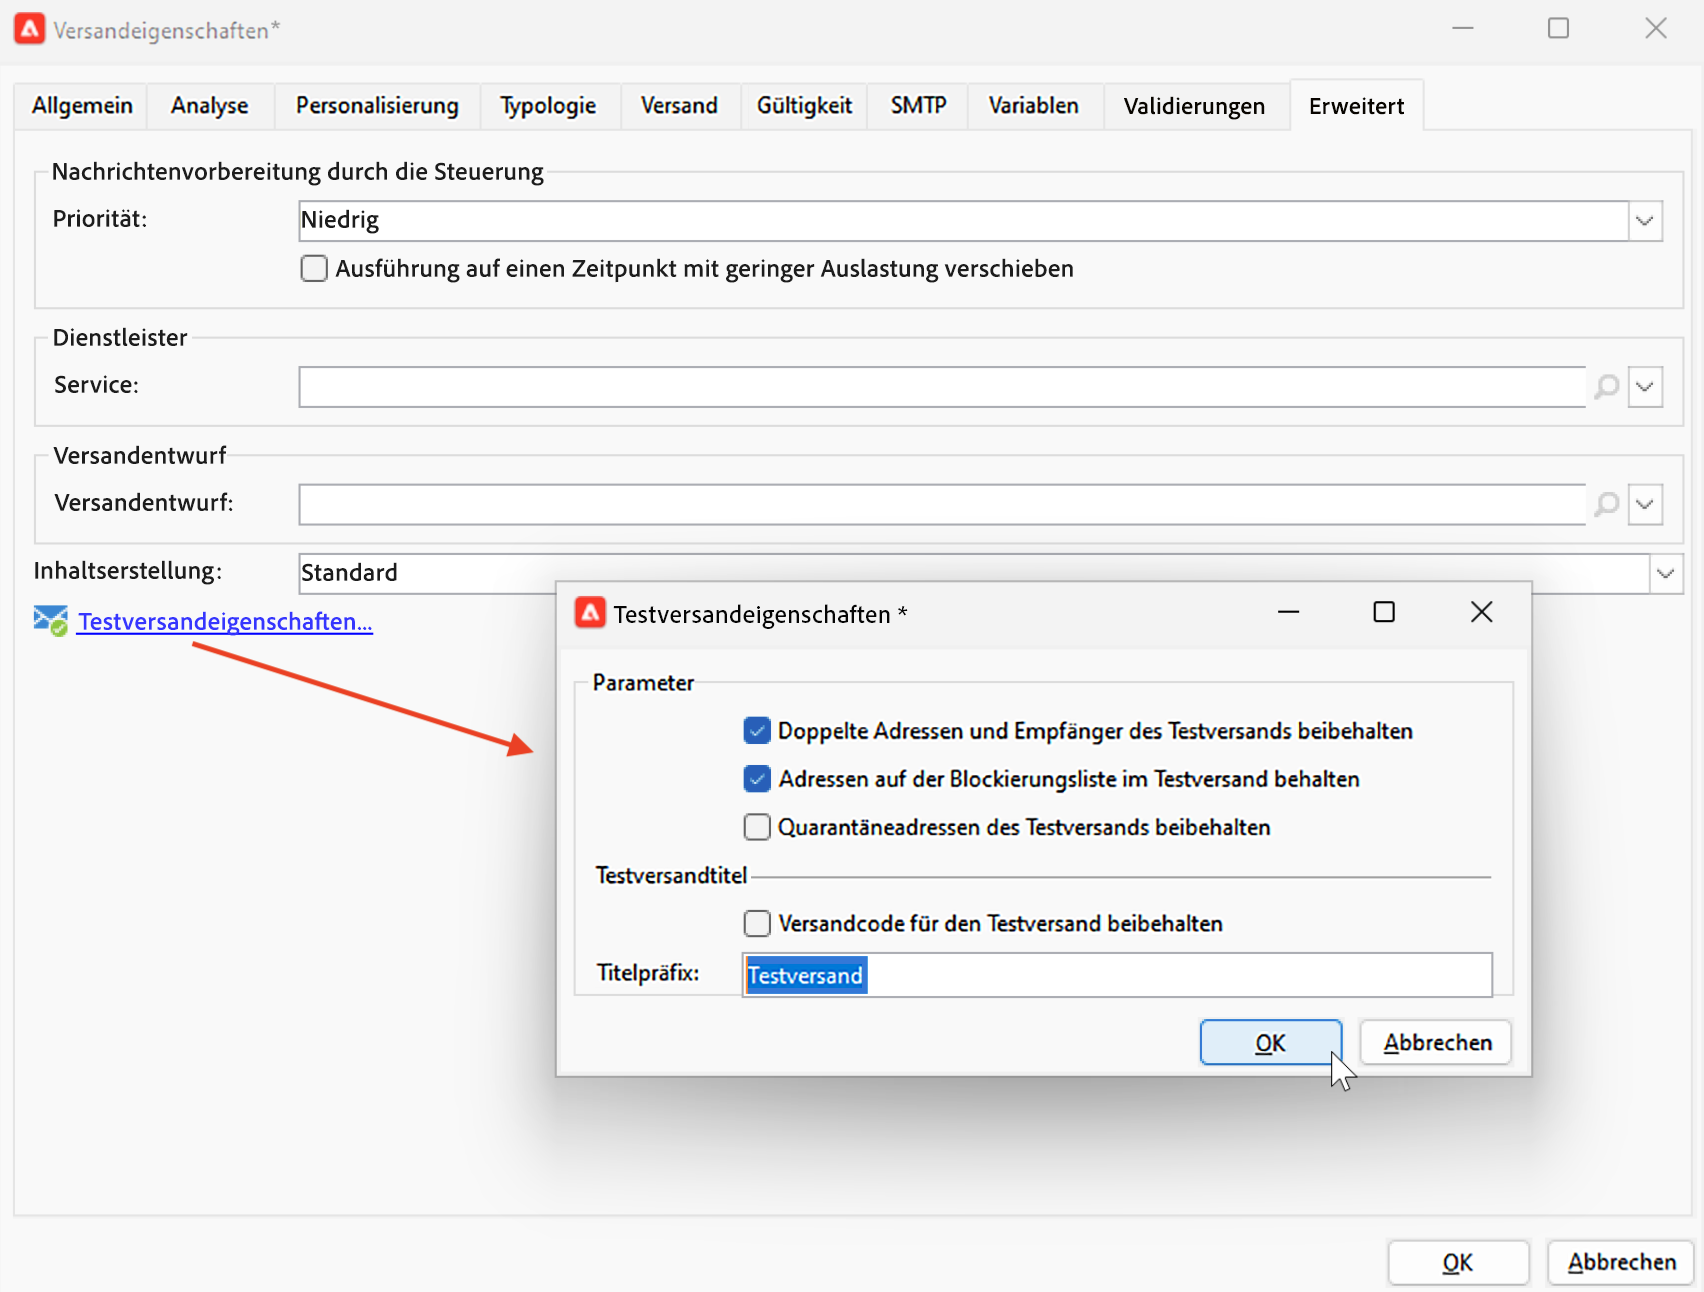 Versandeigenschaften*
Allgemein Analyse Personalisierung Typologie Versand Gültigkeit SMTP Variablen Validierungen Erweitert
Nachrichtenvorbereitung durch die Steuerung
Priorität: Niedrig
Ausführung auf einen Zeitpunkt mit geringer Auslastung verschieben
Dienstleister
Service:
Versandentwurf
Versandentwurf:
Inhaltserstellung: Standard
Testversandeigenschaften...
Testversandeigenschaften *
Parameter
Doppelte Adressen und Empfänger des Testversands beibehalten
Adressen auf der Blockierungsliste im Testversand behalten
Quarantäneadressen des Testversands beibehalten
Testversandtitel
Versandcode für den Testversand beibehalten
Titelpräfix: Testversand
OK Abbrechen
OK Abbrechen